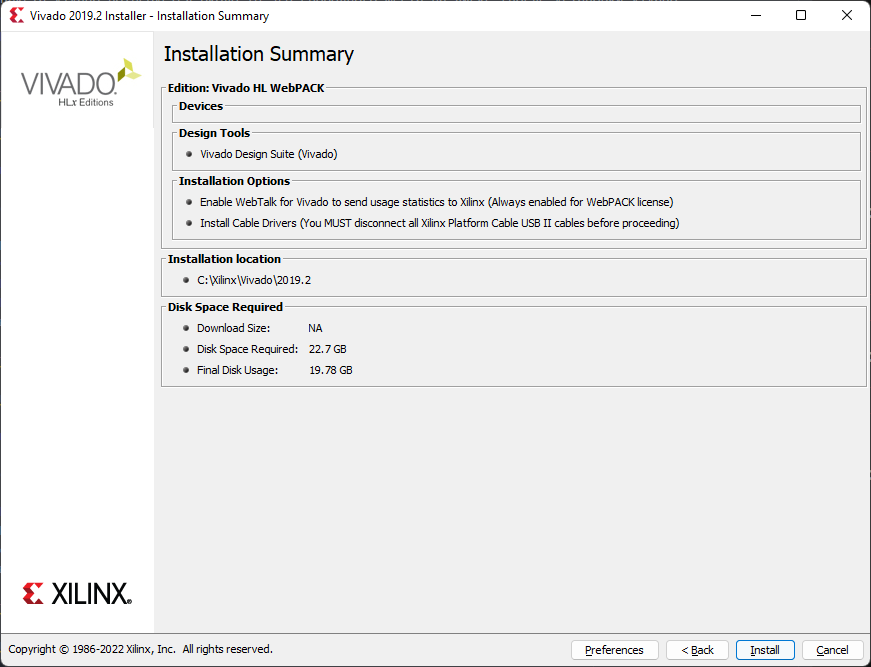 Vivado 2019.2 Installer - Installation Summary
VIVADO.
HLx Editions
Installation Summary
Edition: Vivado HL WebPACK
Devices
Design Tools
Vivado Design Suite (Vivado)
Installation Options
Enable WebTalk for Vivado to send usage statistics to Xilinx (Always enabled for WebPACK license)
Install Cable Drivers (You MUST disconnect all Xilinx Platform Cable USB II cables before proceeding)
Installation location
C:\Xilinx\Vivado\2019.2
Disk Space Required
Download Size: NA
Disk Space Required: 22.7 GB
Final Disk Usage: 19.78 GB
XILINX®
Copyright © 1986-2022 Xilinx, Inc. All rights reserved.
Preferences < Back Install Cancel